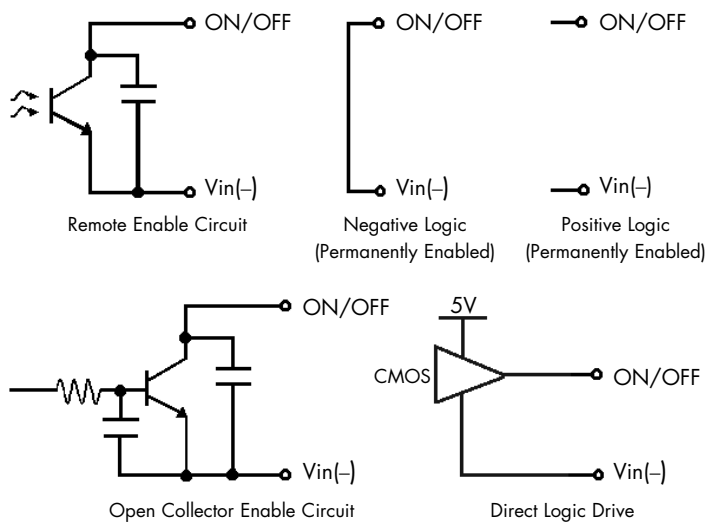 ON/OFF
ON/OFF
ON/OFF
Vin(–)
Vin(–)
Vin(–)
Remote Enable Circuit
Negative Logic
(Permanently Enabled)
Positive Logic
(Permanently Enabled)
ON/OFF
5V
CMOS
ON/OFF
Vin(–)
Vin(–)
Open Collector Enable Circuit
Direct Logic Drive